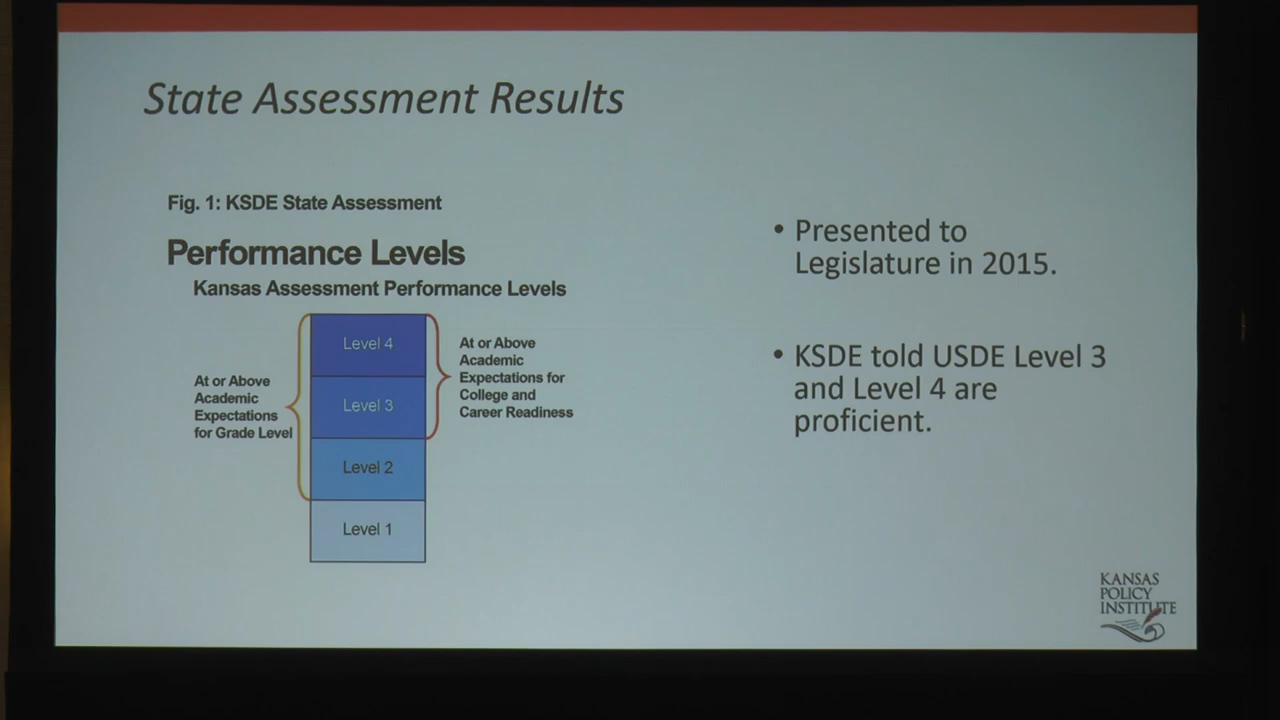 State Assessment Results
Fig. 1: KSDE State Assessment
Performance Levels
Kansas Assessment Performance Levels
Level 4
Level 3
Level 2
Level 1
At or Above
Academic
Expectations
for Grade Level
At or Above
Academic
Expectations for
College and
Career Readiness
• Presented to
Legislature in 2015.
• KSDE told USDE Level 3
and Level 4 are
proficient.
KANSAS
POLICY
INSTITUTE